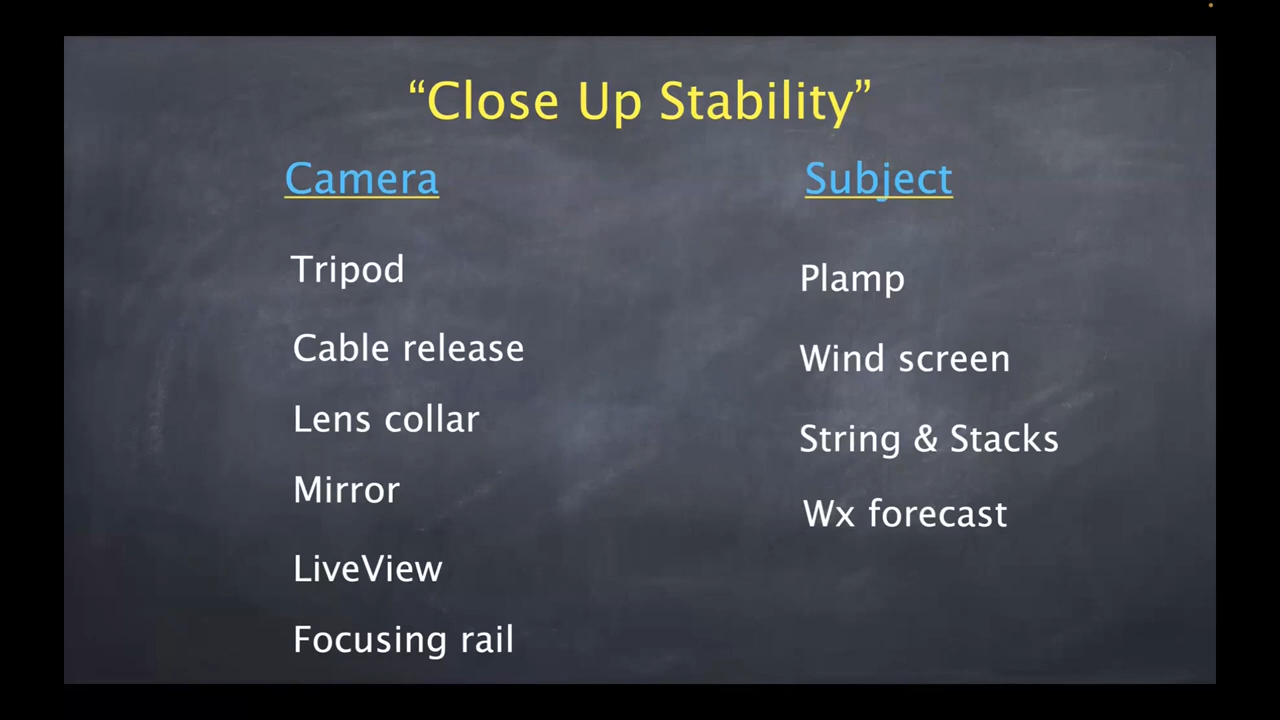 “Close Up Stability”
Camera
Tripod
Cable release
Lens collar
Mirror
LiveView
Focusing rail
Subject
Plamp
Wind screen
String & Stacks
Wx forecast